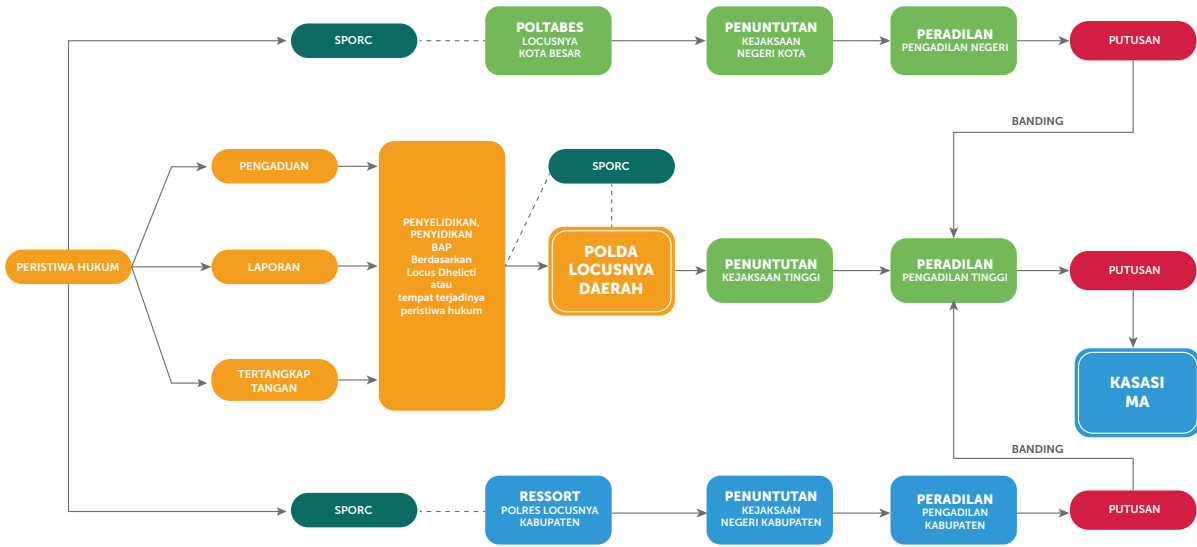 SPORC
POLTABES
LOCUSNYA
KOTA BESAR
PENUNTUTAN
KEJAKSAAN
NEGERI KOTA
PERADILAN
PENGADILAN NEGERI
PUTUSAN
BANDING
PERISTIWA HUKUM
PENGADUAN
LAPORAN
TERTANGKAP
TANGAN
PENYELIDIKAN,
PENYIDIKAN
BAP
Berdasarkan
Locus Dhelicti
atau
tempat terjadinya
peristiwa hukum
SPORC
POLDA
LOCUSNYA
DAERAH
PENUNTUTAN
KEJAKSAAN TINGGI
PERADILAN
PENGADILAN TINGGI
PUTUSAN
KASASI
MA
BANDING
SPORC
RESSORT
POLRES LOCUSNYA
KABUPATEN
PENUNTUTAN
KEJAKSAAN
NEGERI KABUPATEN
PERADILAN
PENGADILAN
KABUPATEN
PUTUSAN